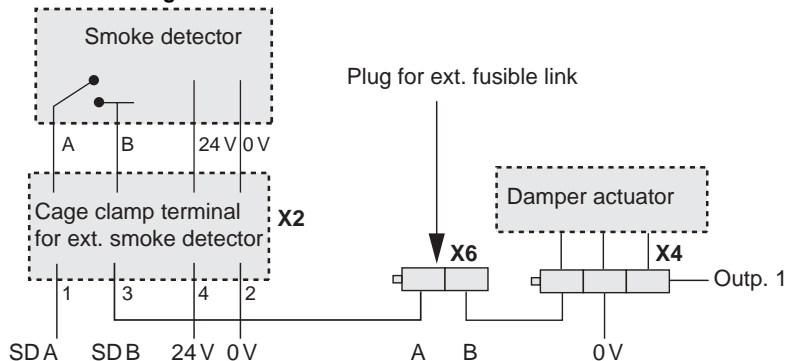 Smoke detector
Plug for ext. fusible link
A B 24 V 0 V
Damper actuator
Cage clamp terminal
for ext. smoke detector
X2
X6
X4
Outp. 1
1 3 4 2
SD A SD B 24 V 0 V A B 0 V